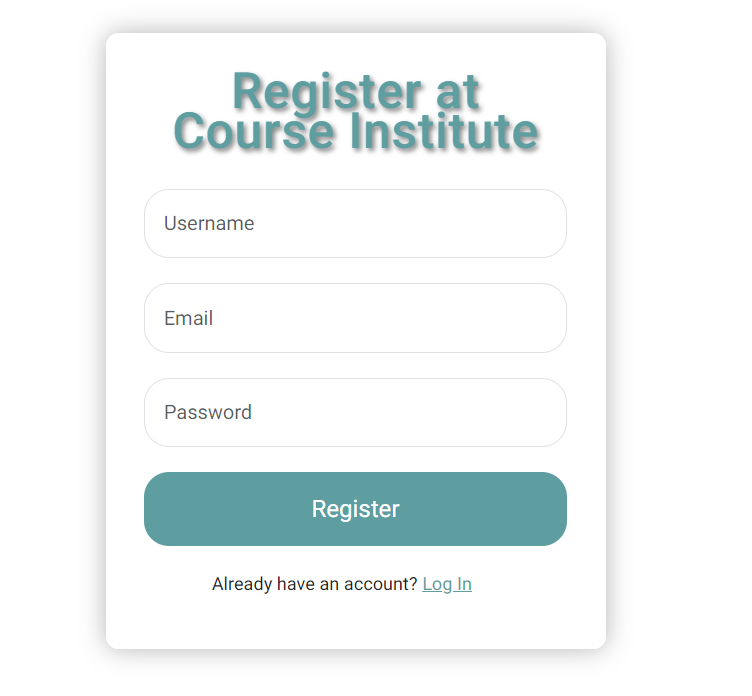 Register at
Course Institute
Username
Email
Password
Register
Already have an account? Log In